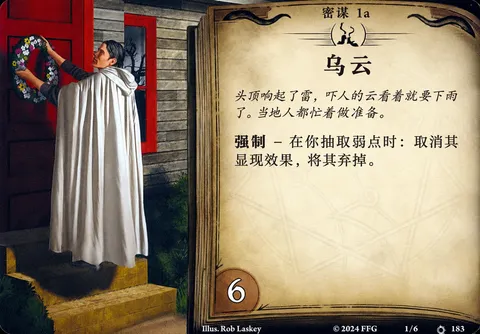 密谋 1a
乌云
头顶响起了雷，吓人的云看着就要下雨
了。当地人都忙着做准备。
强制 – 在你抽取弱点时：取消其
显现效果，将其弃掉。
6
Illus. Rob Laskey © 2024 FFG 1/6 183